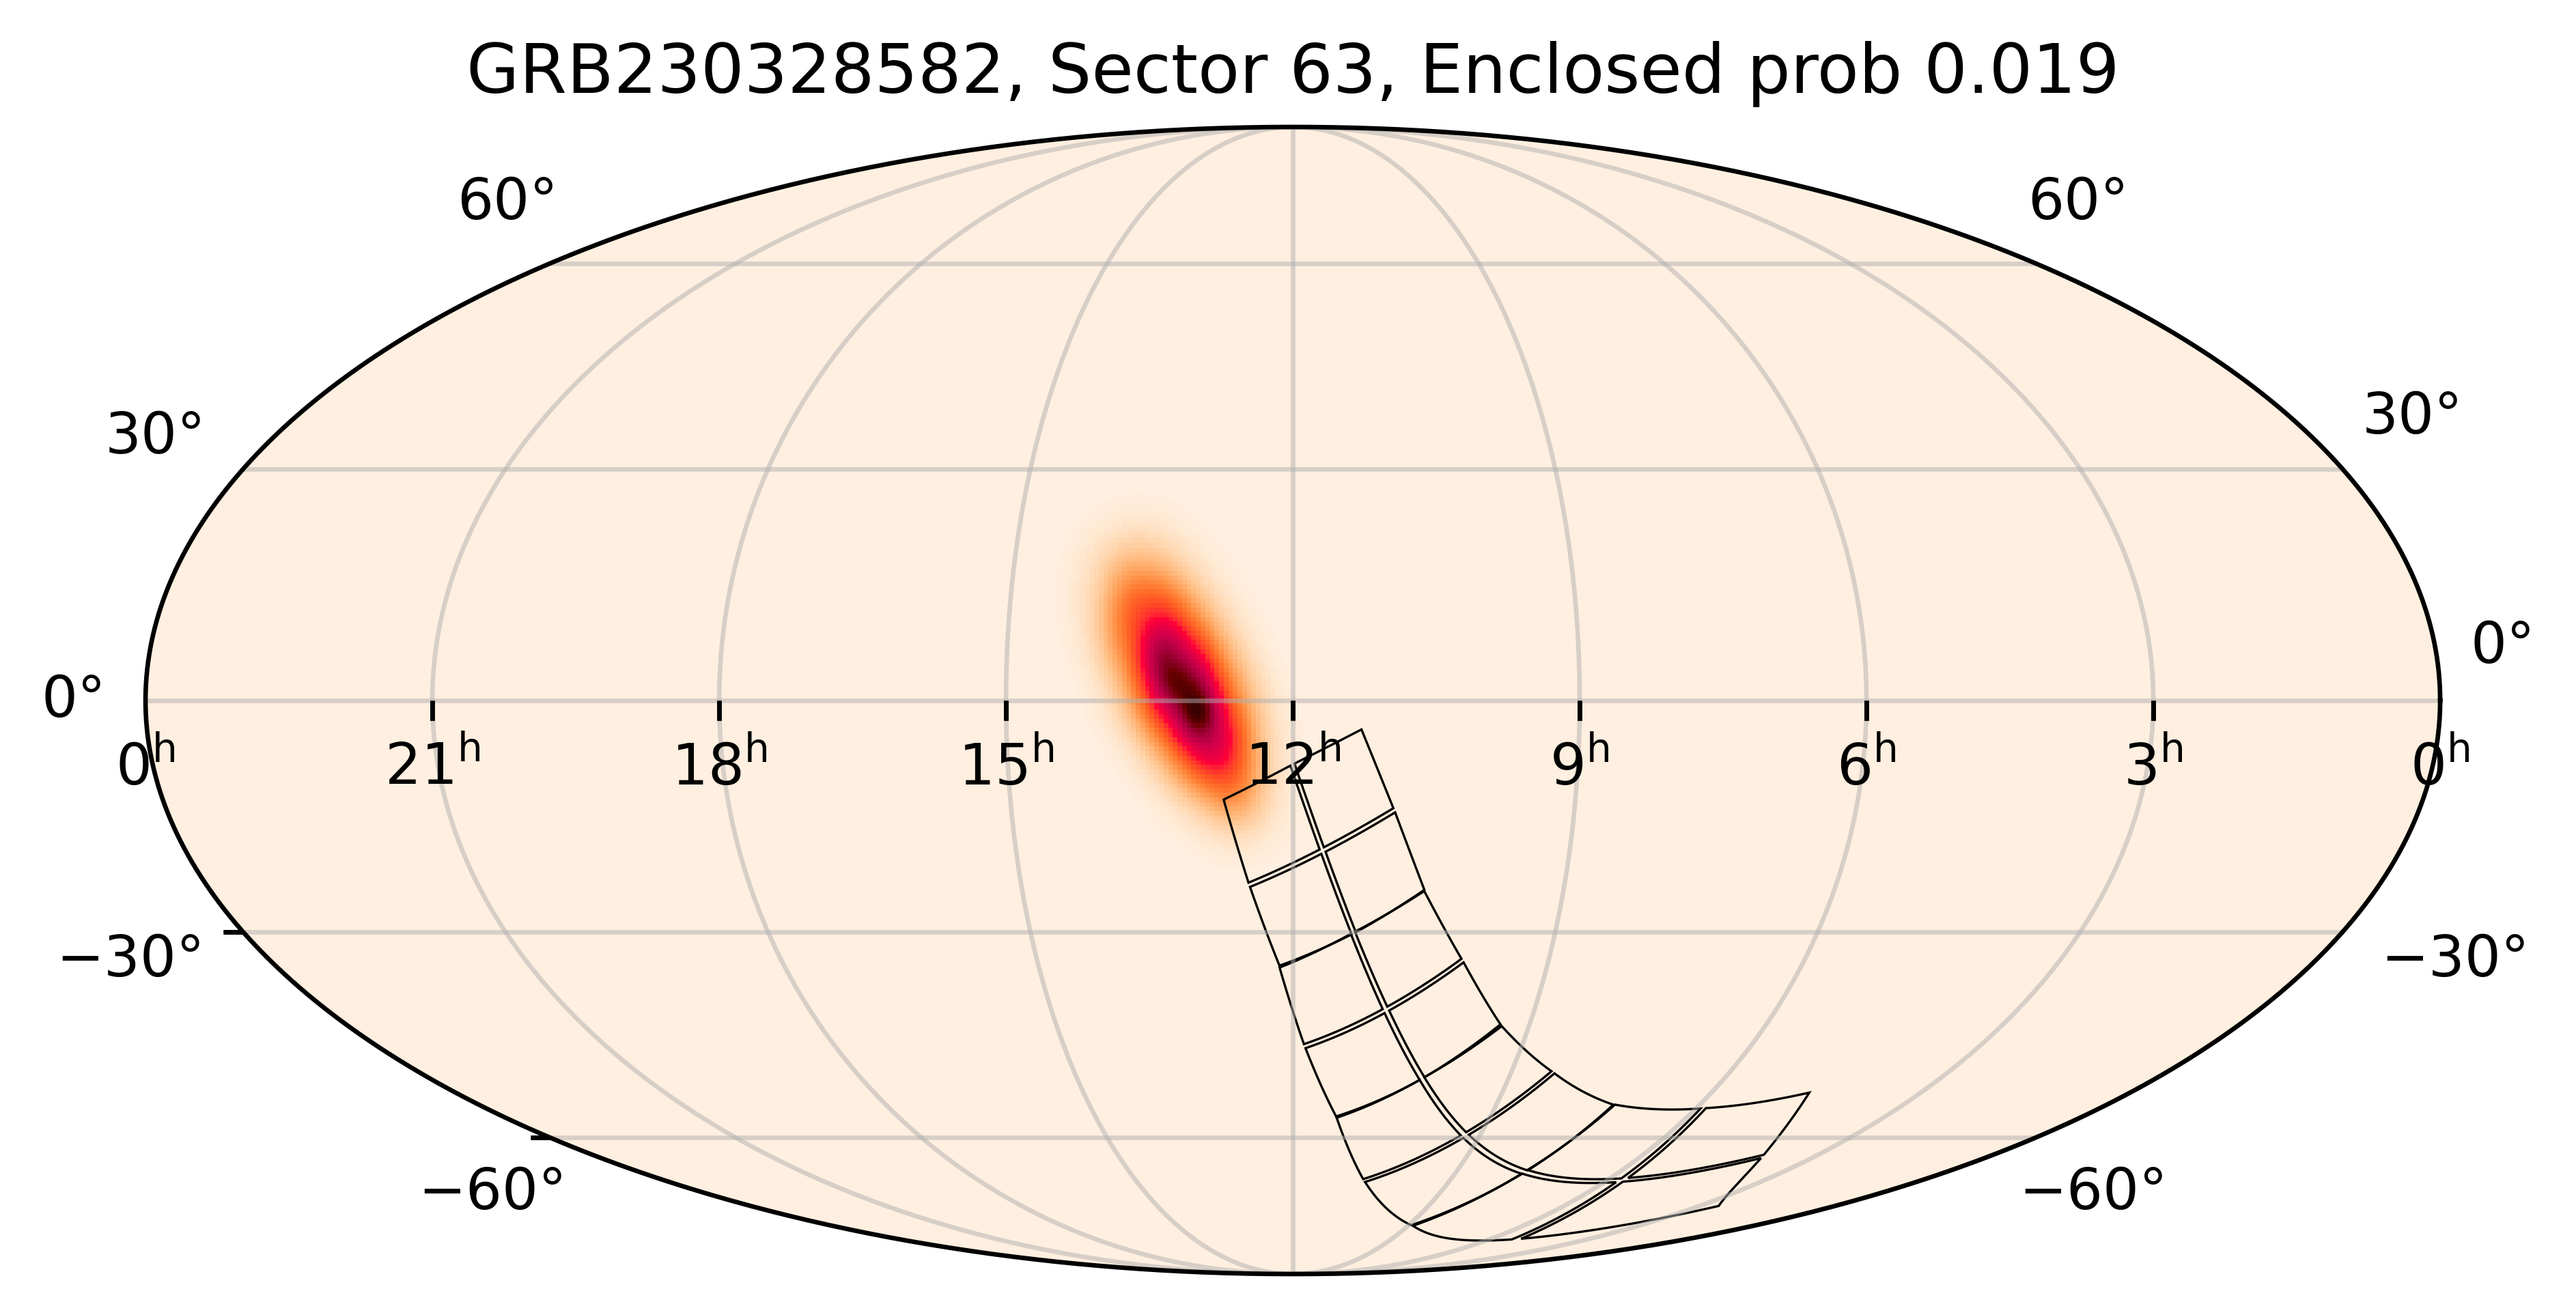 GRB230328582, Sector 63, Enclosed prob 0.019
60° 60°
30° 30°
0° 0°
0ʰ 21ʰ 18ʰ 15ʰ 12ʰ 9ʰ 6ʰ 3ʰ 0ʰ
−30° −30°
−60° −60°